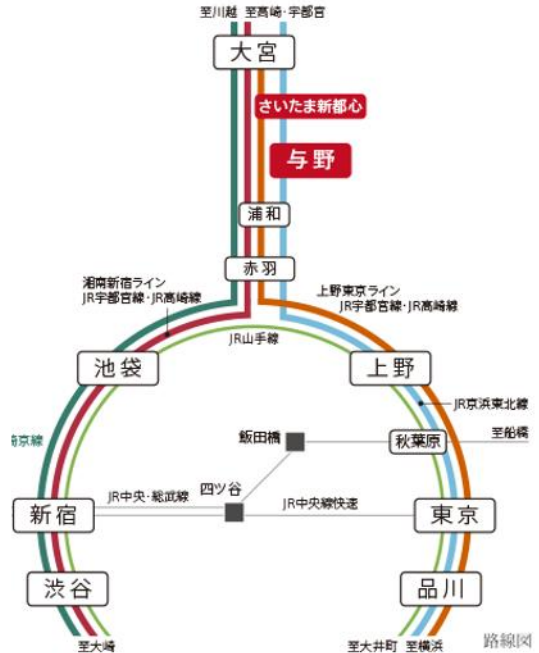 至川越 至高崎・宇都宮
大宮
さいたま新都心
与野
浦和
赤羽
湘南新宿ライン
JR宇都宮線・JR高崎線
上野東京ライン
JR宇都宮線・JR高崎線
JR山手線
池袋
上野
JR京浜東北線
埼京線
飯田橋
秋葉原
至船橋
四ツ谷
JR中央・総武線
JR中央線快速
新宿
東京
渋谷
品川
至大崎
至大井町 至横浜
路線図